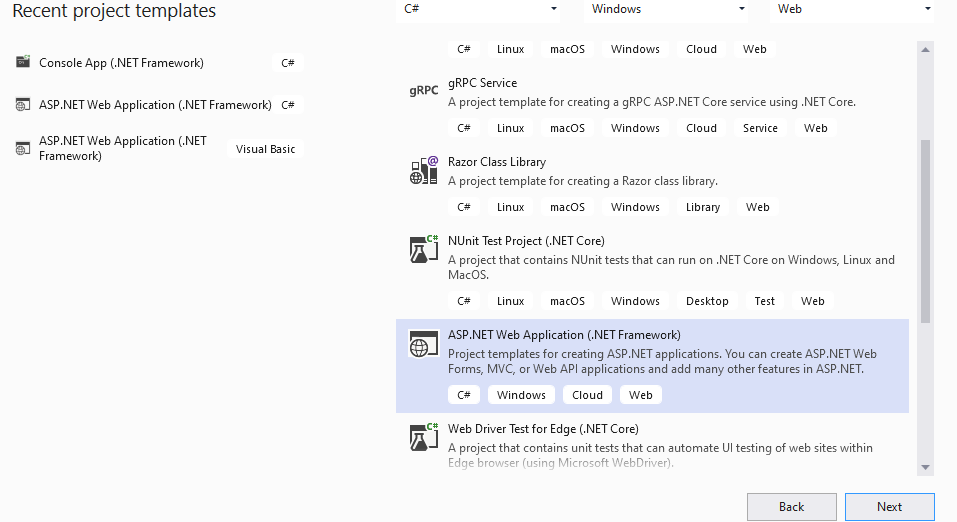 Recent project templates
Console App (.NET Framework)
C#
ASP.NET Web Application (.NET Framework)
C#
ASP.NET Web Application (.NET
Framework)
Visual Basic
C#
Windows
Web
C# Linux macOS Windows Cloud Web
gRPC
gRPC Service
A project template for creating a gRPC ASP.NET Core service using .NET Core.
C# Linux macOS Windows Cloud Service Web
Razor Class Library
A project template for creating a Razor class library.
C# Linux macOS Windows Library Web
C#
NUnit Test Project (.NET Core)
A project that contains NUnit tests that can run on .NET Core on Windows, Linux and
MacOS.
C# Linux macOS Windows Desktop Test Web
ASP.NET Web Application (.NET Framework)
Project templates for creating ASP.NET applications. You can create ASP.NET Web
Forms, MVC, or Web API applications and add many other features in ASP.NET.
C# Windows Cloud Web
C#
Web Driver Test for Edge (.NET Core)
A project that contains unit tests that can automate UI testing of web sites within
Edge browser (using Microsoft WebDriver).
Back
Next